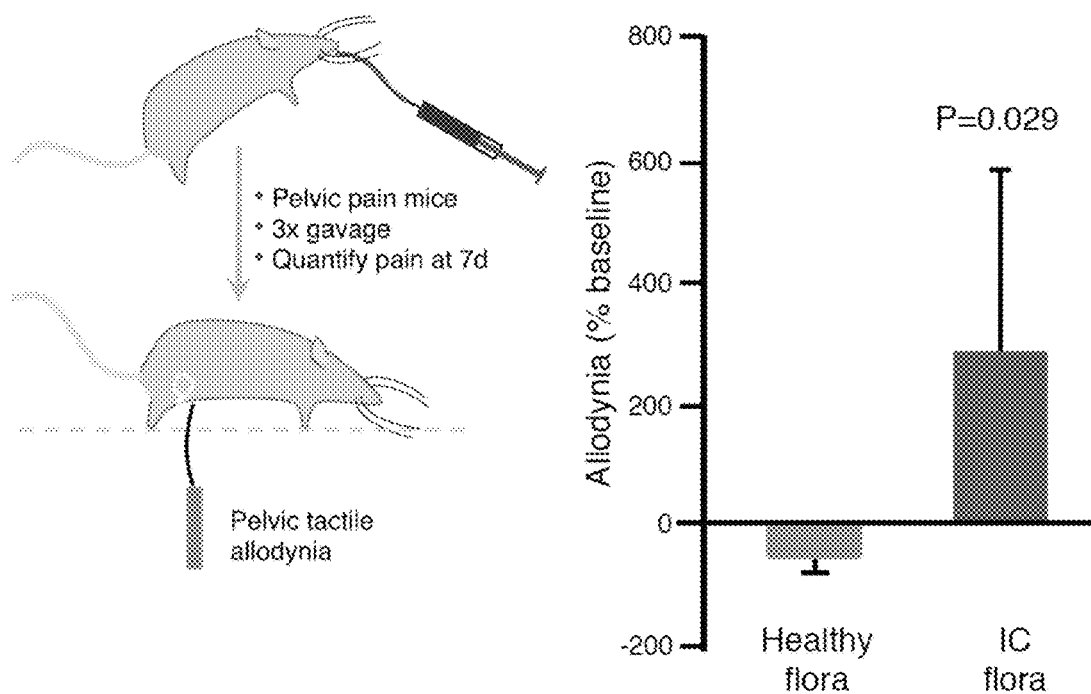 • Pelvic pain mice
• 3x gavage
• Quantify pain at 7d
Pelvic tactile
allodynia
Allodynia (% baseline)
800
600
400
200
0
-200
P=0.029
Healthy
flora
IC
flora